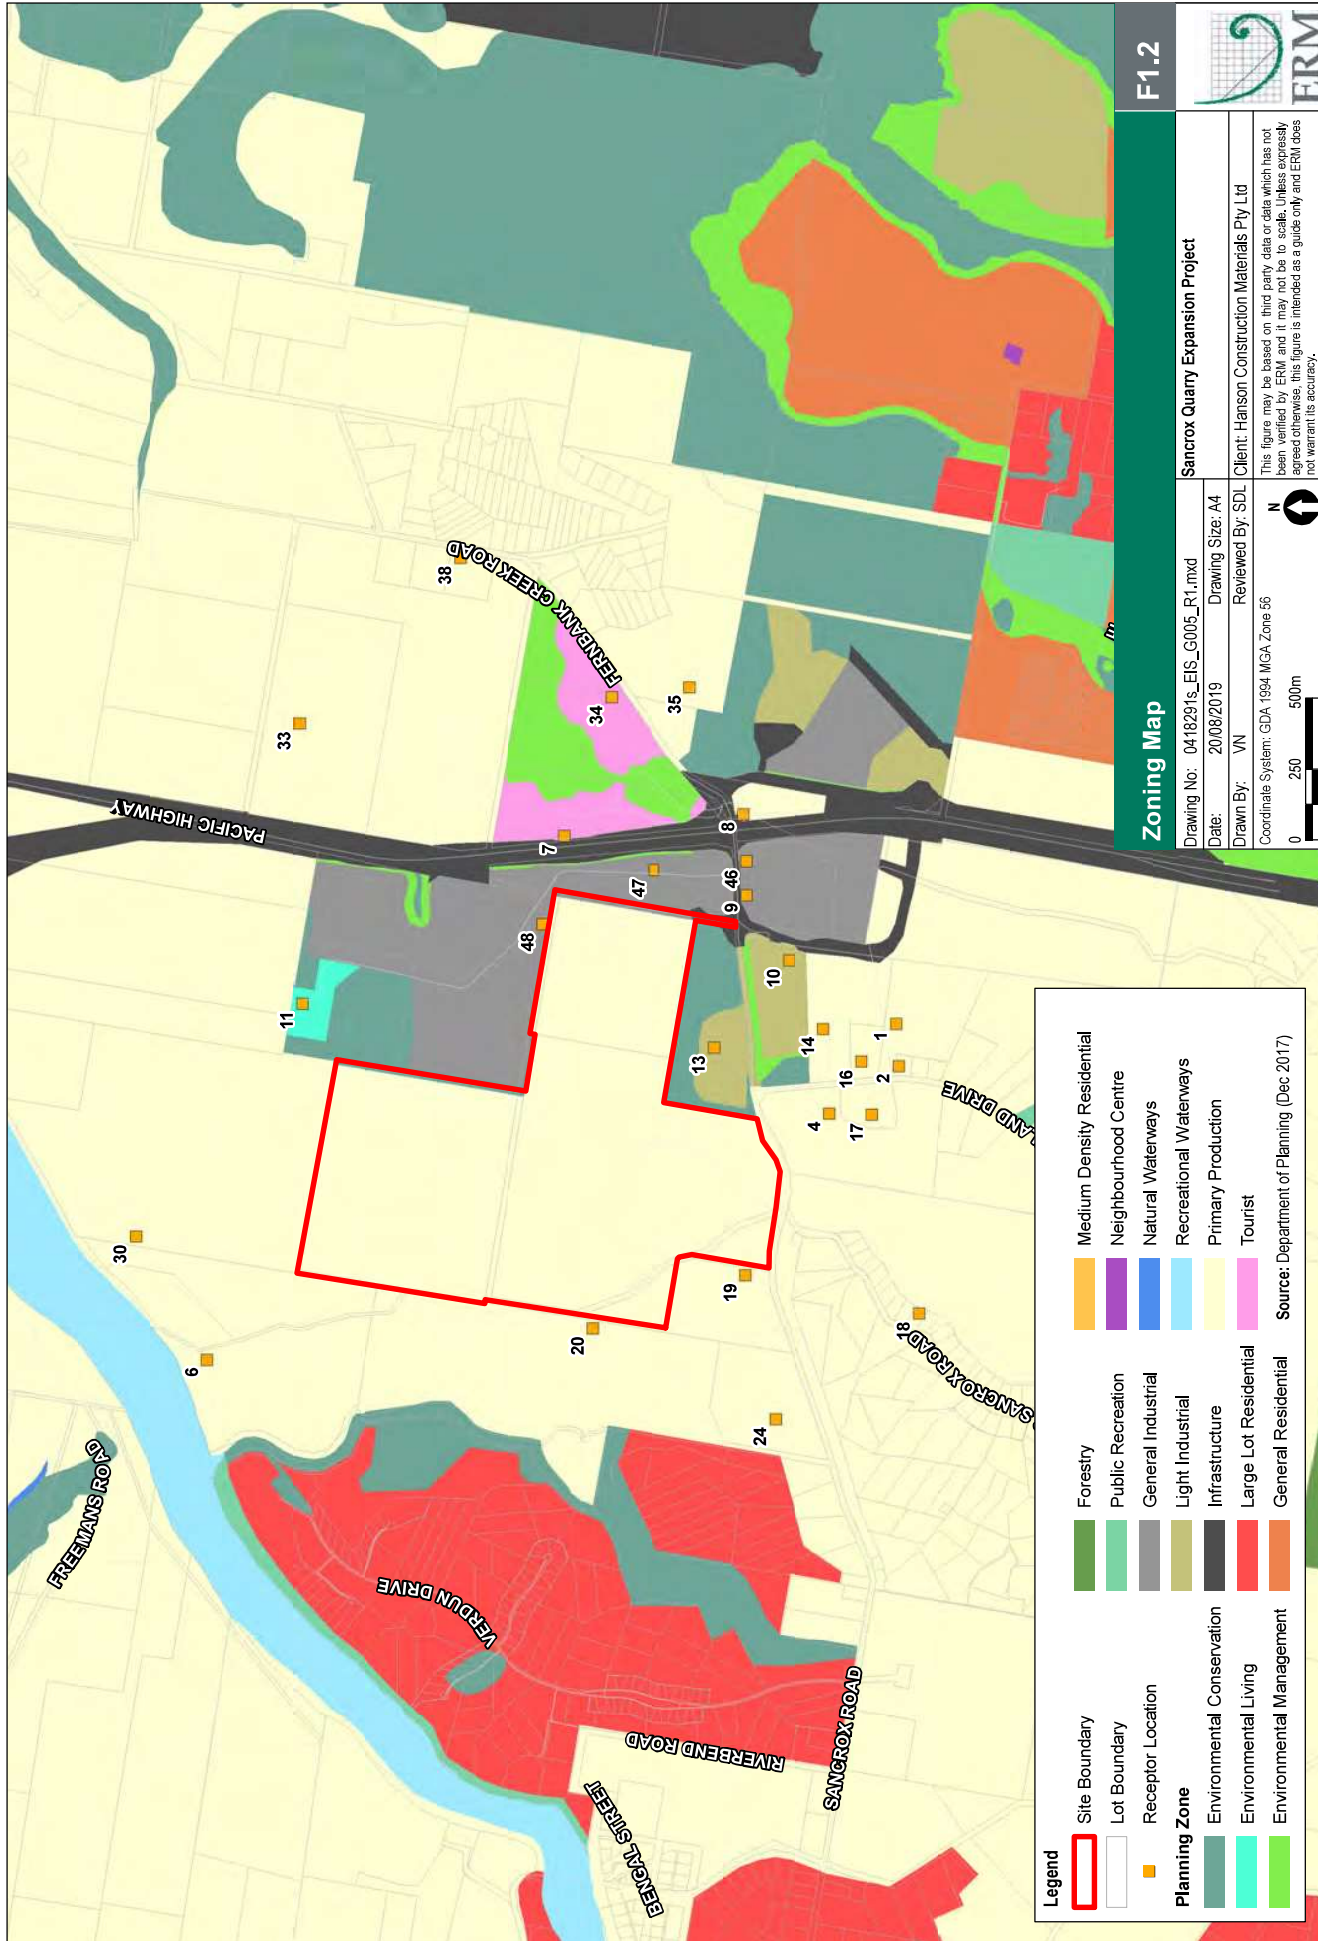 FREEMANS ROAD
PACIFIC HIGHWAY
VERDUN DRIVE
RIVERBEND ROAD
BENGAL STREET
SANCROX ROAD
SANCROX ROAD
LAND DRIVE
FERNBANK CREEK ROAD
6
30
11
33
38
20
48
47
7
34
35
24
19
13
9
46
8
10
14
4
16
17
2
1
18
Legend
Site Boundary
Lot Boundary
Receptor Location
Planning Zone
Environmental Conservation
Environmental Living
Environmental Management
Forestry
Public Recreation
General Industrial
Light Industrial
Infrastructure
Large Lot Residential
General Residential
Medium Density Residential
Neighbourhood Centre
Natural Waterways
Recreational Waterways
Primary Production
Tourist
Source: Department of Planning (Dec 2017)
Zoning Map
F1.2
Drawing No: 0418291s_EIS_G005_R1.mxd
Date: 20/08/2019 Drawing Size: A4
Drawn By: VN Reviewed By: SDL
Coordinate System: GDA 1994 MGA Zone 56
0 250 500m
N
Sancrox Quarry Expansion Project
Client: Hanson Construction Materials Pty Ltd
This figure may be based on third party data or data which has not
been verified by ERM and it may not be to scale. Unless expressly
agreed otherwise, this figure is intended as a guide only and ERM does
not warrant its accuracy.
ERM